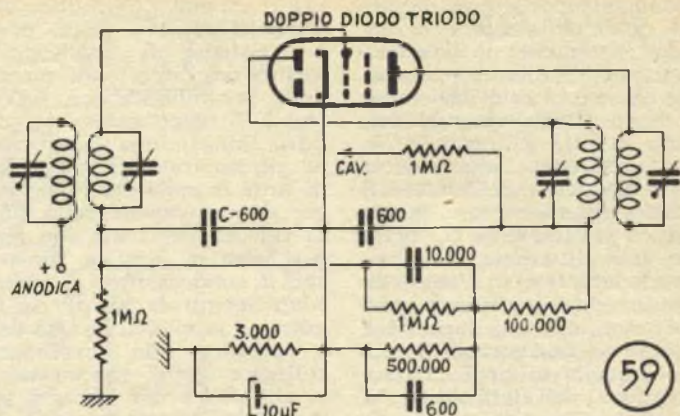 DOPPIO DIODO TRIODO
CAV.
1MΩ
C-600
600
+
ANODICA
10.000
1MΩ
1MΩ
100.000
3.000
500.000
10µF
600
59